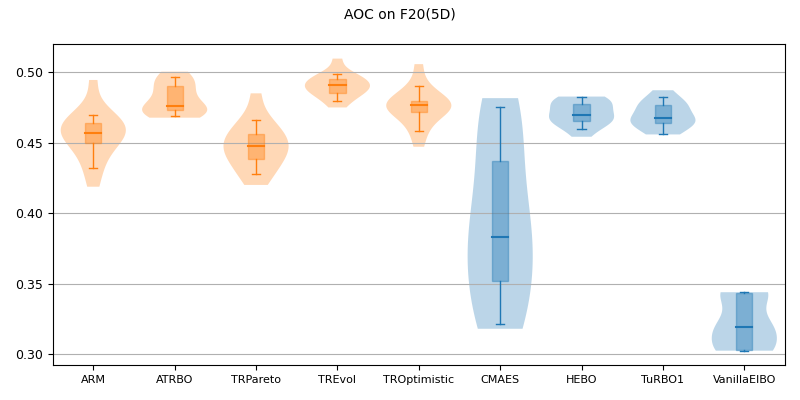 AOC on F20(5D)
0.50
0.45
0.40
0.35
0.30
ARM ATRBO TRPareto TREvol TROptimistic CMAES HEBO TuRBO1 VanillaEIBO